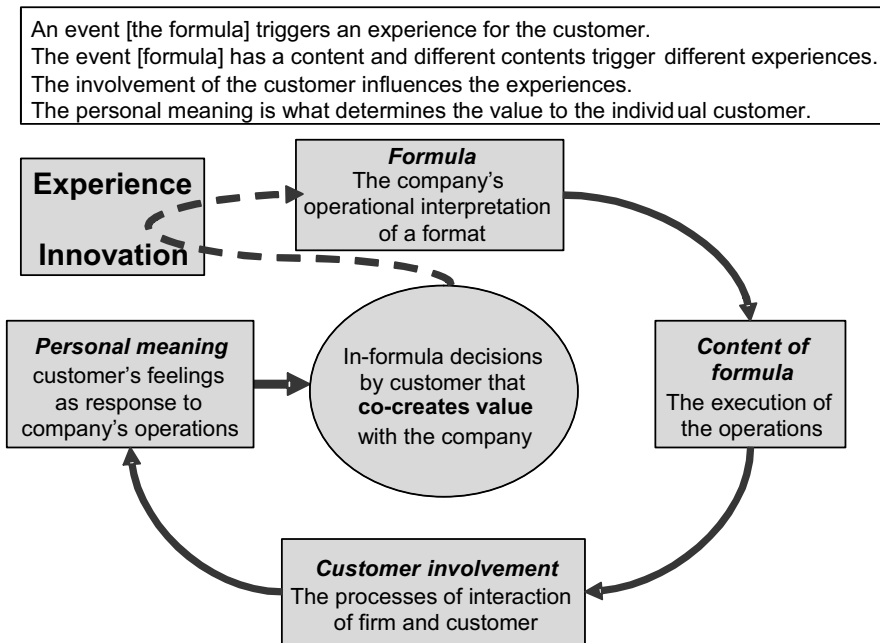 An event [the formula] triggers an experience for the customer.
The event [formula] has a content and different contents trigger different experiences.
The involvement of the customer influences the experiences.
The personal meaning is what determines the value to the individual customer.
Experience
Innovation
Formula
The company's
operational interpretation
of a format
Personal meaning
customer's feelings
as response to
company's operations
In-formula decisions
by customer that
co-creates value
with the company
Content of
formula
The execution of
the operations
Customer involvement
The processes of interaction
of firm and customer